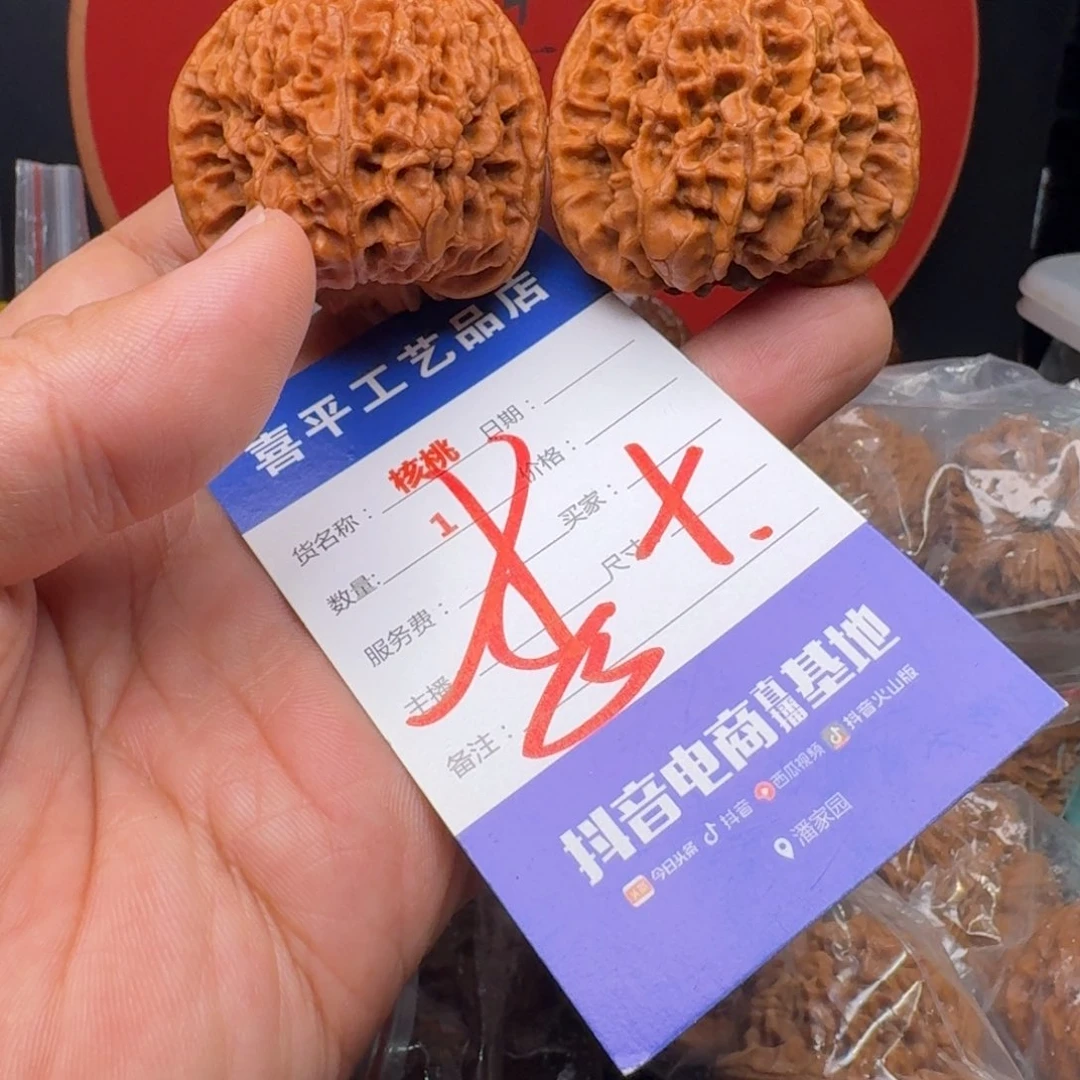 喜平工艺品店
货名称： 核桃 日期：
数量: 1 价格：
服务费： 买家：
主播 尺寸
备注：
抖音电商直播基地
今日头条 抖音 西瓜视频 抖音火山版
潘家园